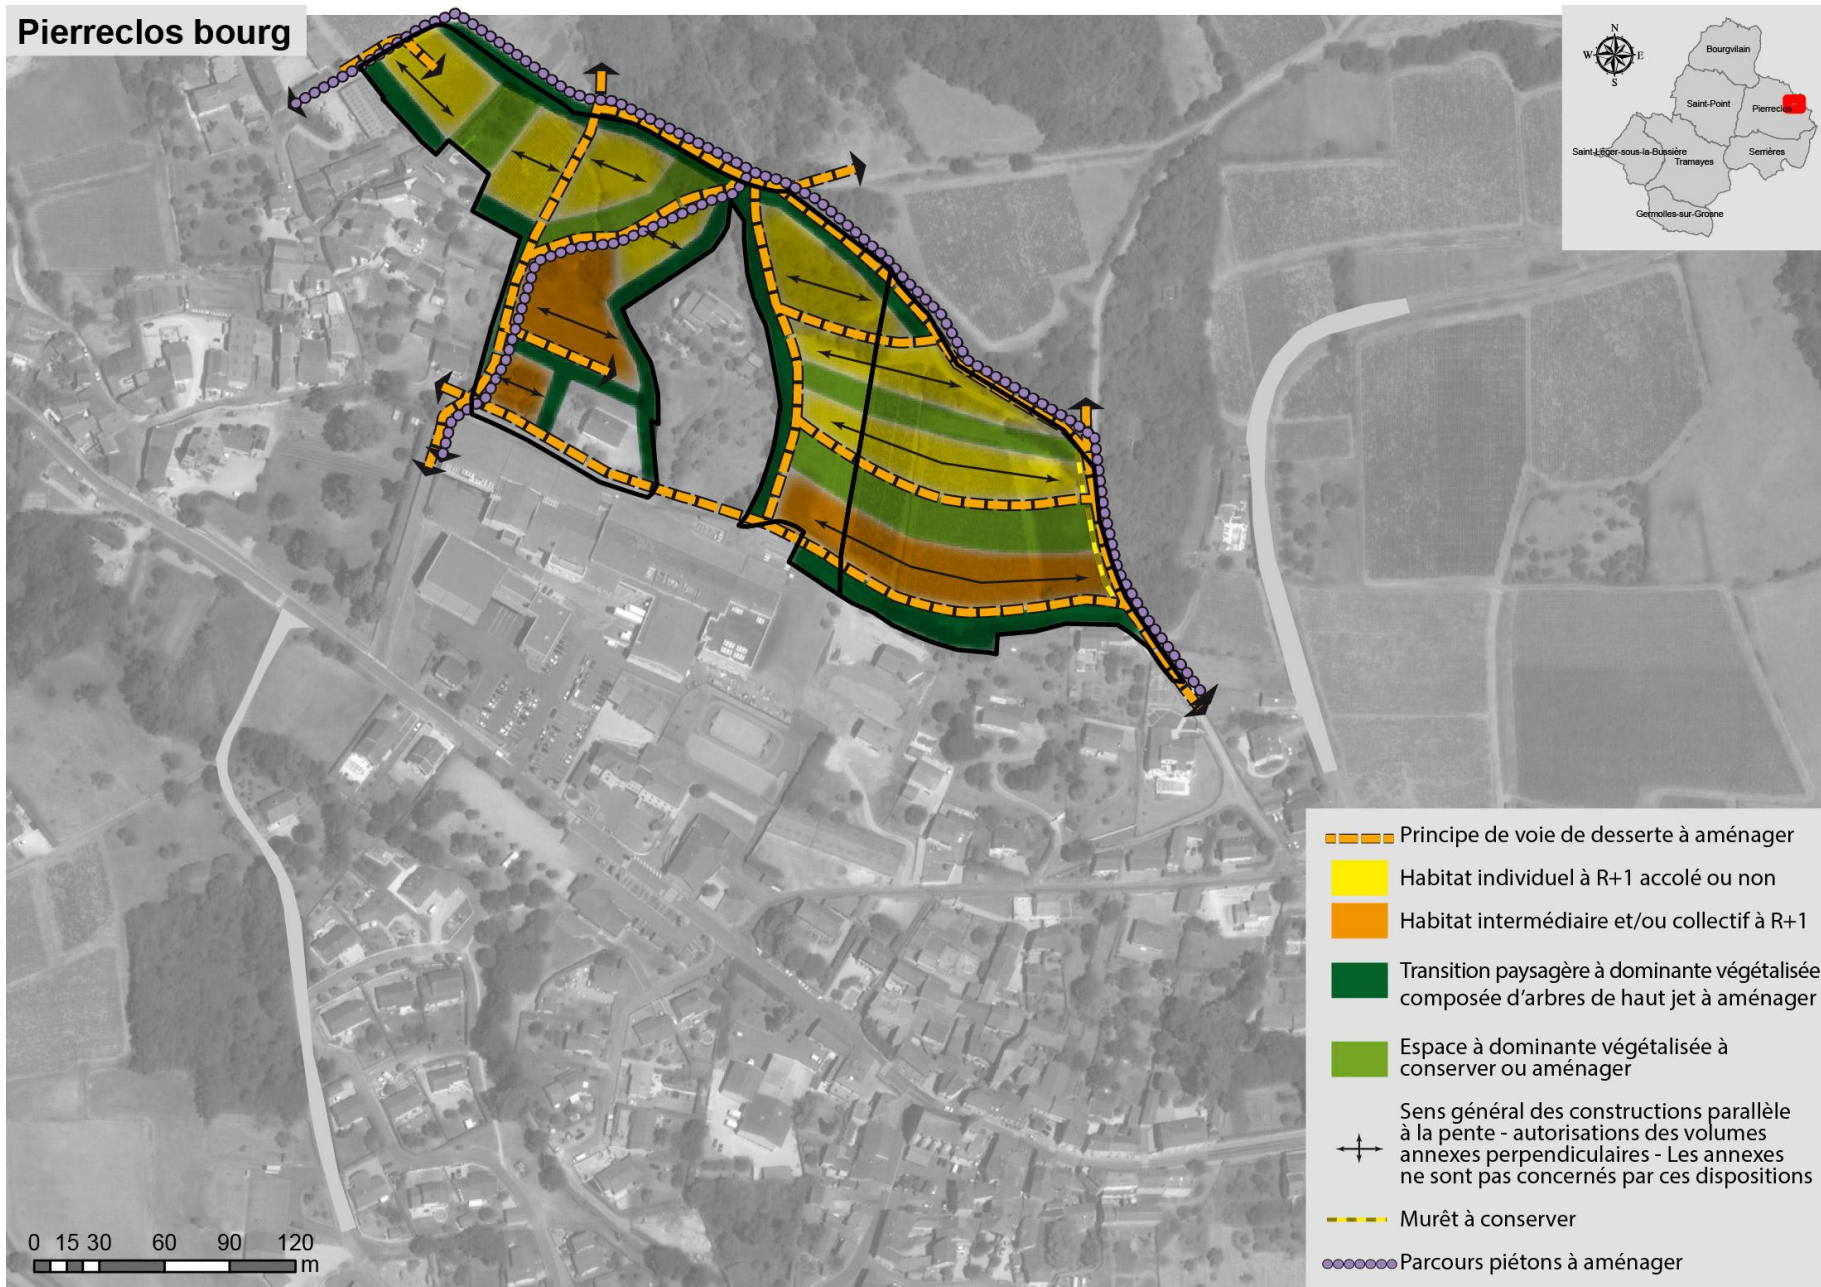 Pierreclos bourg
N
W
E
S
Bourgvilain
Saint-Point
Pierreclos
Saint-Léger-sous-la-Bussière
Tramayes
Serrières
Germolles-sur-Grosne
Principe de voie de desserte à aménager
Habitat individuel à R+1 accolé ou non
Habitat intermédiaire et/ou collectif à R+1
Transition paysagère à dominante végétalisée
composée d'arbres de haut jet à aménager
Espace à dominante végétalisée à
conserver ou aménager
Sens général des constructions parallèle
à la pente - autorisations des volumes
annexes perpendiculaires - Les annexes
ne sont pas concernés par ces dispositions
Murêt à conserver
Parcours piétons à aménager
0 15 30 60 90 120
m